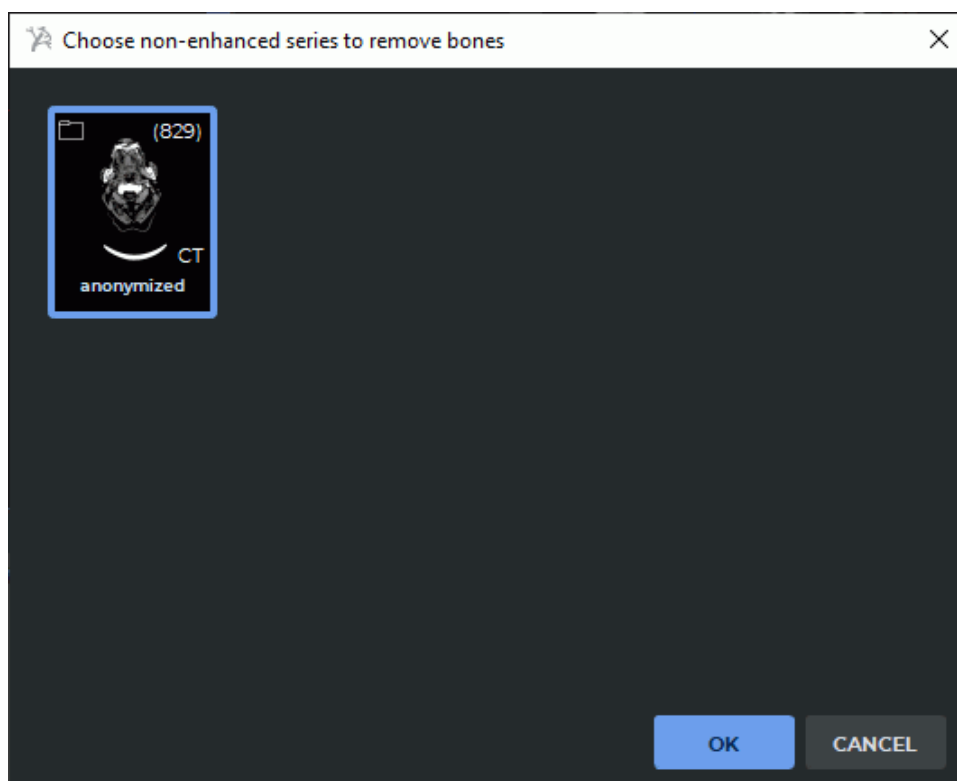 Choose non-enhanced series to remove bones
(829)
CT
anonymized
OK
CANCEL